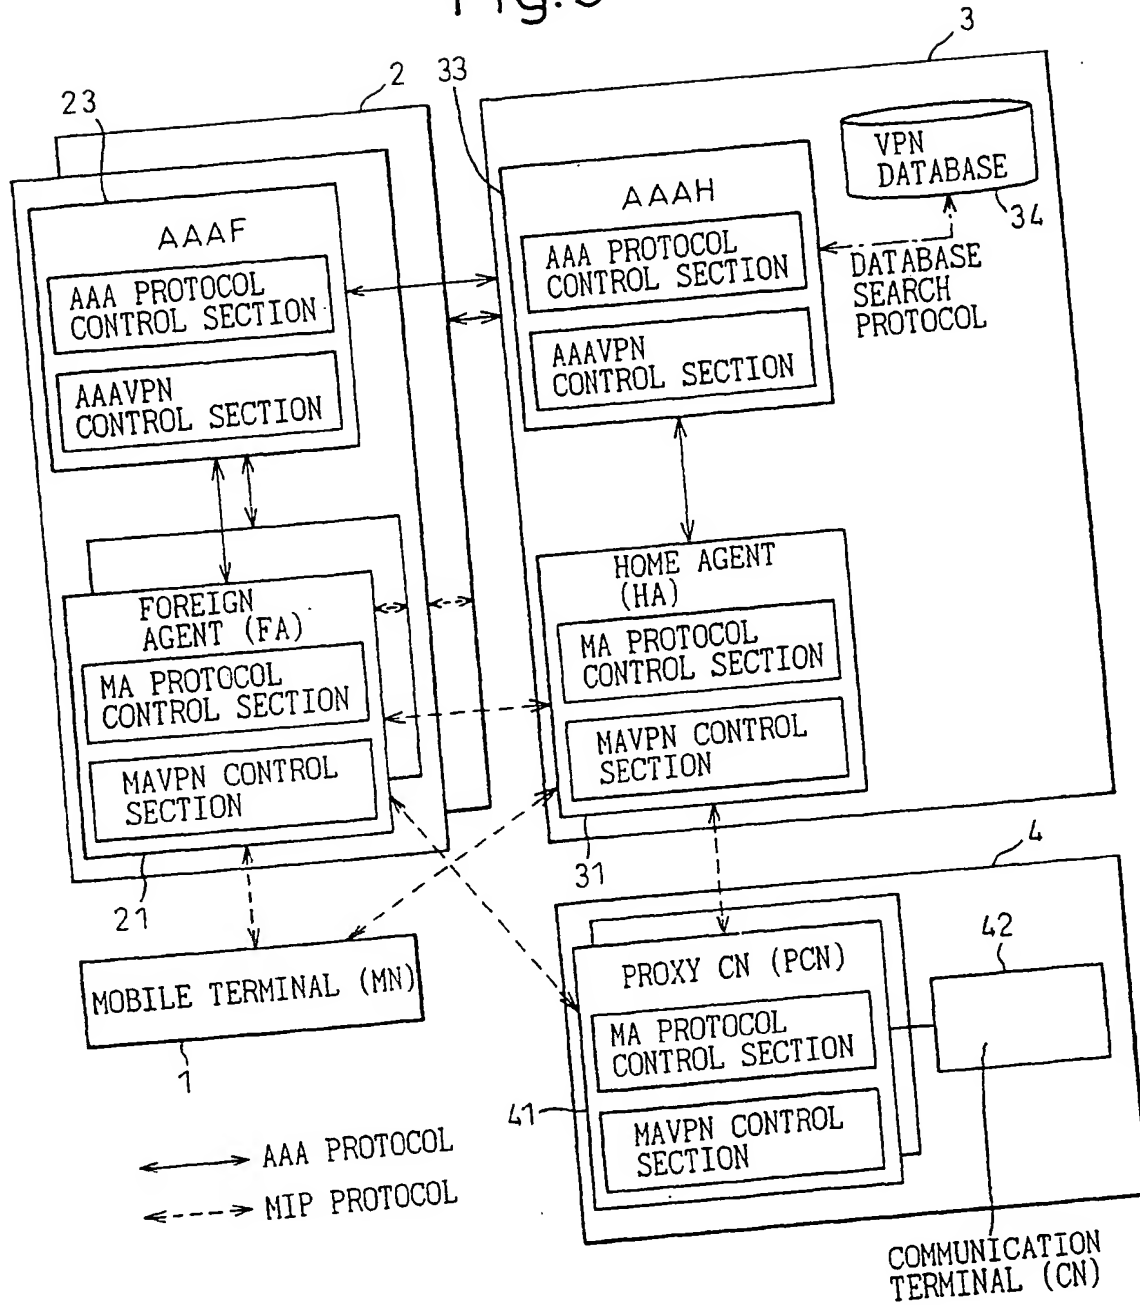 3
2
33
23
VPN
DATABASE
34
AAAH
AAA PROTOCOL
CONTROL SECTION
DATABASE
SEARCH
PROTOCOL
AAAVPN
CONTROL SECTION
AAAF
AAA PROTOCOL
CONTROL SECTION
AAAVPN
CONTROL SECTION
HOME AGENT
(HA)
MA PROTOCOL
CONTROL SECTION
MAVPN CONTROL
SECTION
31
FOREIGN
AGENT (FA)
MA PROTOCOL
CONTROL SECTION
MAVPN CONTROL
SECTION
21
MOBILE TERMINAL (MN)
1
4
42
PROXY CN (PCN)
MA PROTOCOL
CONTROL SECTION
MAVPN CONTROL
SECTION
41
COMMUNICATION
TERMINAL (CN)
AAA PROTOCOL
MIP PROTOCOL